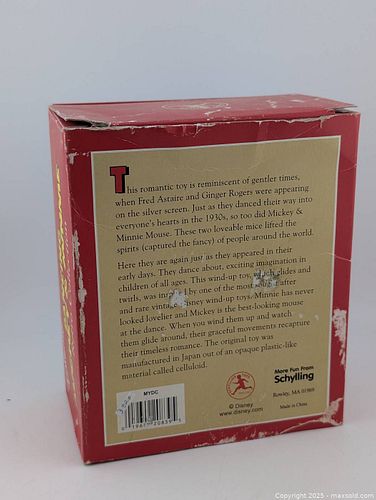 This romantic toy is reminiscent of gentler times,
when Fred Astaire and Ginger Rogers were appearing
on the silver screen. Just as they danced their way into
everyone's hearts in the 1930s, so too did Mickey &
Minnie Mouse. These two loveable mice lifted the
spirits (captured the fancy) of people around the world.
Here they are again just as they appeared in their
early days. They dance about, exciting imagination in
children of all ages. This wind-up toy, which glides and
twirls, was inspired by one of the most after
and rare vintage Disney wind-up toys. Minnie has never
looked lovelier and Mickey is the best-looking mouse
at the dance. When you wind them up and watch
them glide around, their graceful movements recapture
their timeless romance. The original toy was
manufactured in Japan out of an opaque plastic-like
material called celluloid.
MYDC
© Disney
www.disney.com
More Fun From
Schylling
Rowley, MA 01969
Made in China
© Copyright 2025 - maxsold.com